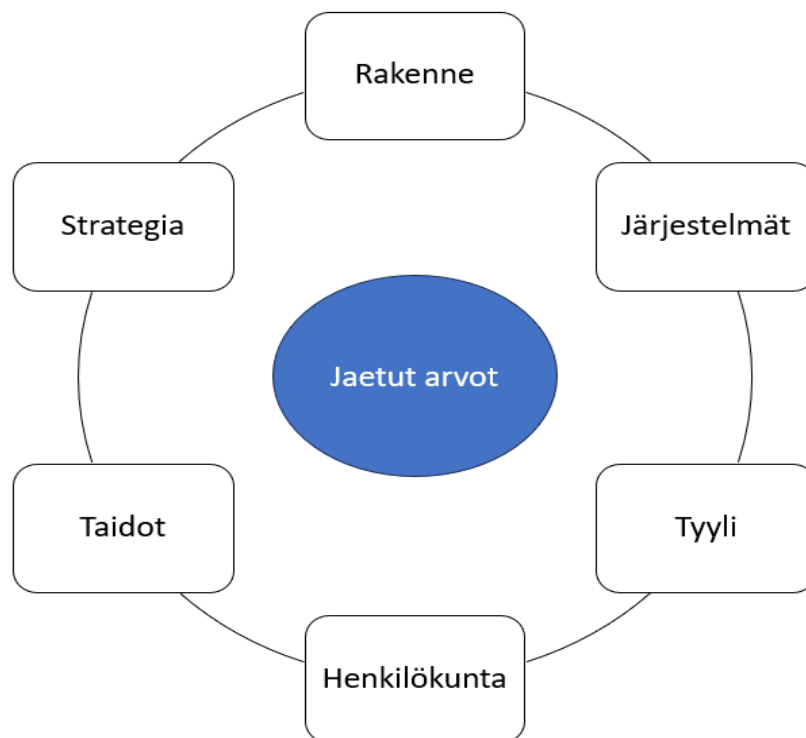 Rakenne
Strategia
Järjestelmät
Jaetut arvot
Taidot
Tyyli
Henkilökunta